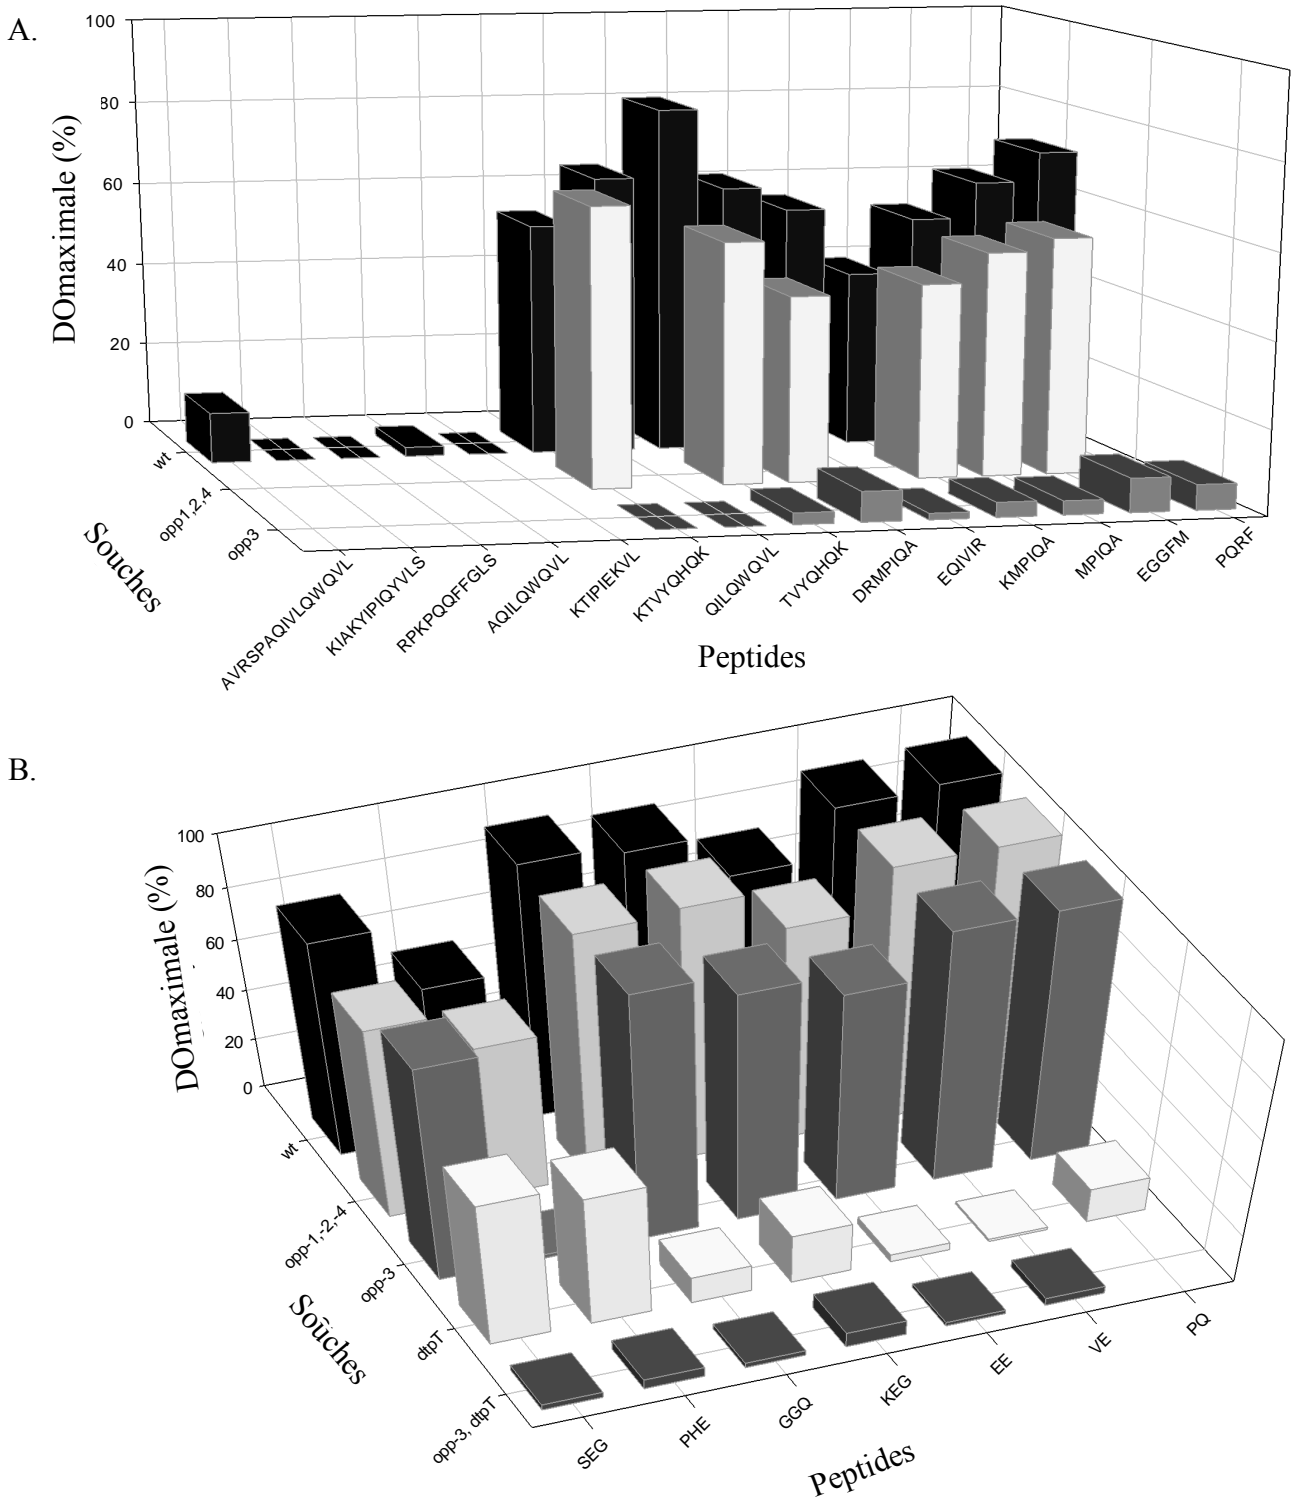 A.
100
80
60
40
20
0
DOmaximale (%)
wt
opp1,2,4
opp3
Souches
AVRSPAQIVLQWQVL
KIAKYIPIQYVLS
RPKPQQFFGLS
AQILQWQVL
KTIPIEKVL
KTVYQHQK
QILQWQVL
TVYQHQK
DRMPIQA
EQIVIR
KMPIQA
MPIQA
EGGFM
PQRF
Peptides
B.
100
80
60
40
20
0
DOmaximale (%)
wt
opp-1,-2,-4
opp-3
dtpT
opp-3, dtpT
Souches
SEG
PHE
GGQ
KEG
EE
VE
PQ
Peptides